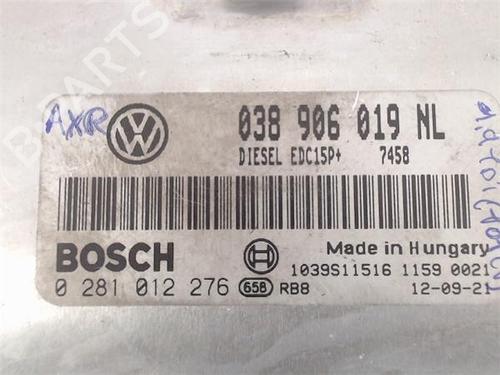 AXR
038 906 019 NL
DIESEL EDC15P+ 7458
BOSCH
Made in Hungary
1039S11516 1159 0021
0 281 012 276 658 RB8 12-09-21